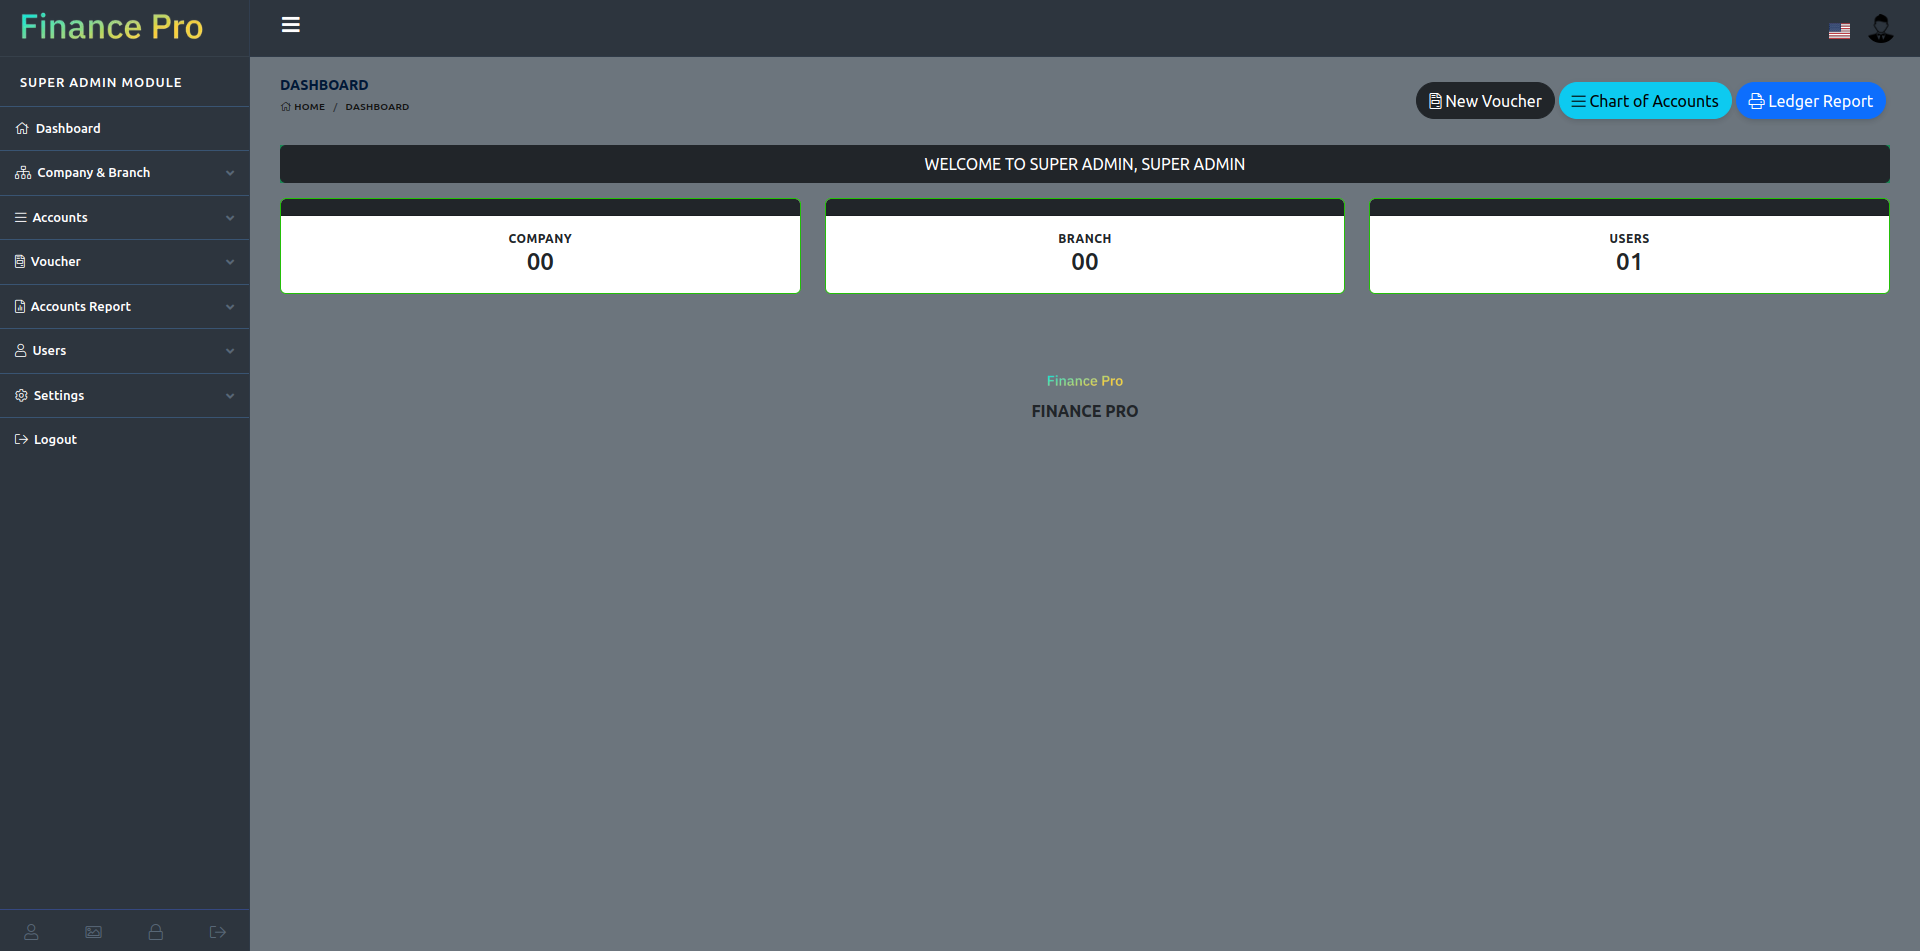 Finance Pro
SUPER ADMIN MODULE
Dashboard
Company & Branch
Accounts
Voucher
Accounts Report
Users
Settings
Logout
DASHBOARD
HOME / DASHBOARD
New Voucher
Chart of Accounts
Ledger Report
WELCOME TO SUPER ADMIN, SUPER ADMIN
COMPANY
00
BRANCH
00
USERS
01
Finance Pro
FINANCE PRO